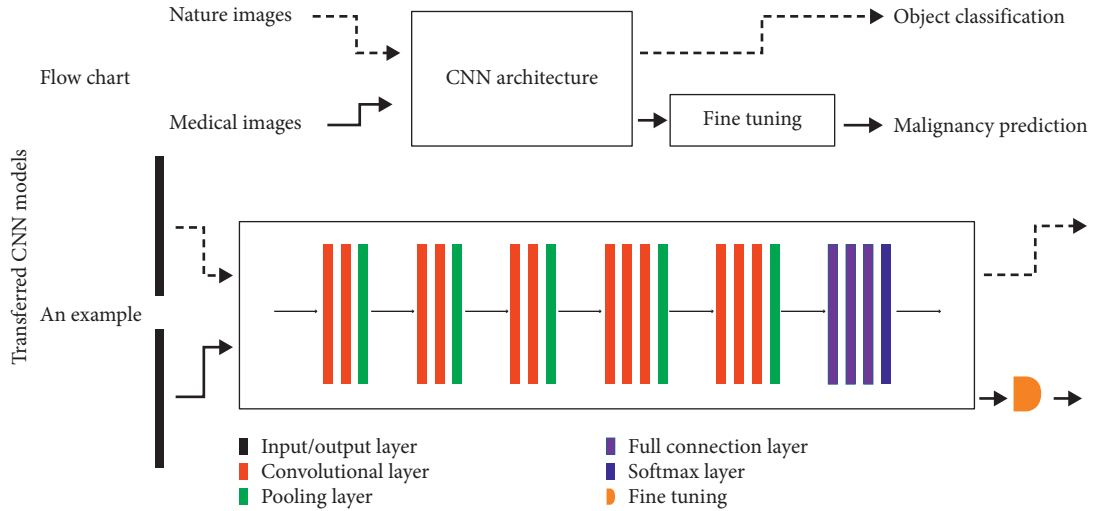 Nature images
Object classification
Flow chart
CNN architecture
Medical images
Fine tuning
Malignancy prediction
Transferred CNN models
An example
Input/output layer
Convolutional layer
Pooling layer
Full connection layer
Softmax layer
Fine tuning